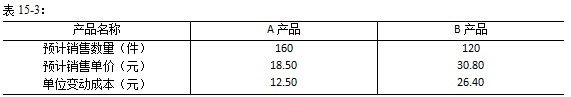 表 15-3：
产品名称 A 产品 B 产品
预计销售数量（件） 160 120
预计销售单价（元） 18.50 30.80
单位变动成本（元） 12.50 26.40